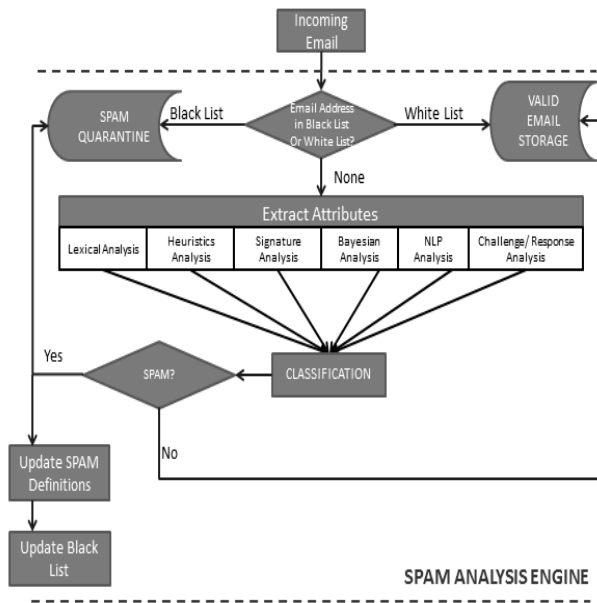 Incoming
Email
SPAM
QUARANTINE
Black List
Email Address
in Black List
Or White List?
White List
VALID
EMAIL
STORAGE
None
Extract Attributes
Lexical Analysis
Heuristics
Analysis
Signature
Analysis
Bayesian
Analysis
NLP
Analysis
Challenge/ Response
Analysis
Yes
SPAM?
CLASSIFICATION
No
Update SPAM
Definitions
Update Black
List
SPAM ANALYSIS ENGINE